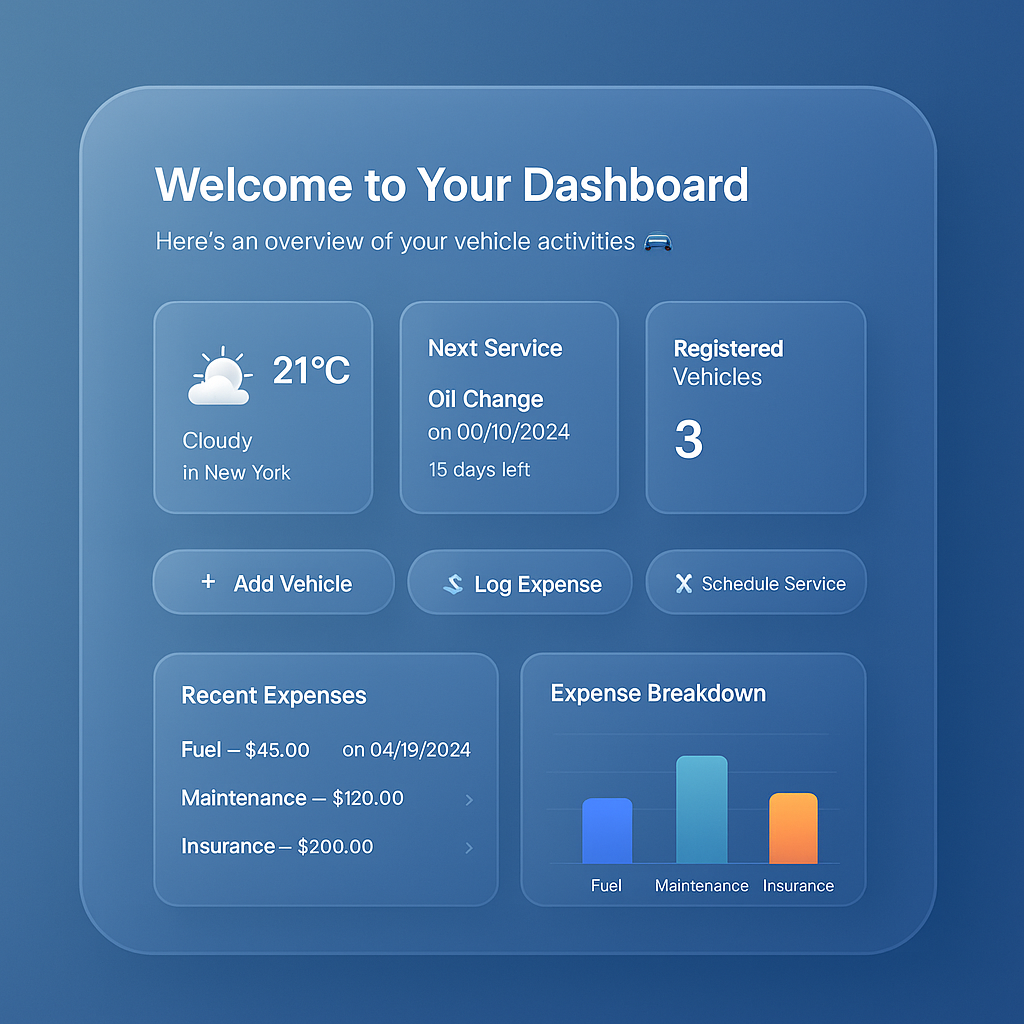 Welcome to Your Dashboard
Here's an overview of your vehicle activities
21°C
Cloudy
in New York
Next Service
Oil Change
on 00/10/2024
15 days left
Registered
Vehicles
3
+ Add Vehicle
Log Expense
Schedule Service
Recent Expenses
Fuel – $45.00 on 04/19/2024
Maintenance – $120.00
Insurance – $200.00
Expense Breakdown
Fuel Maintenance Insurance